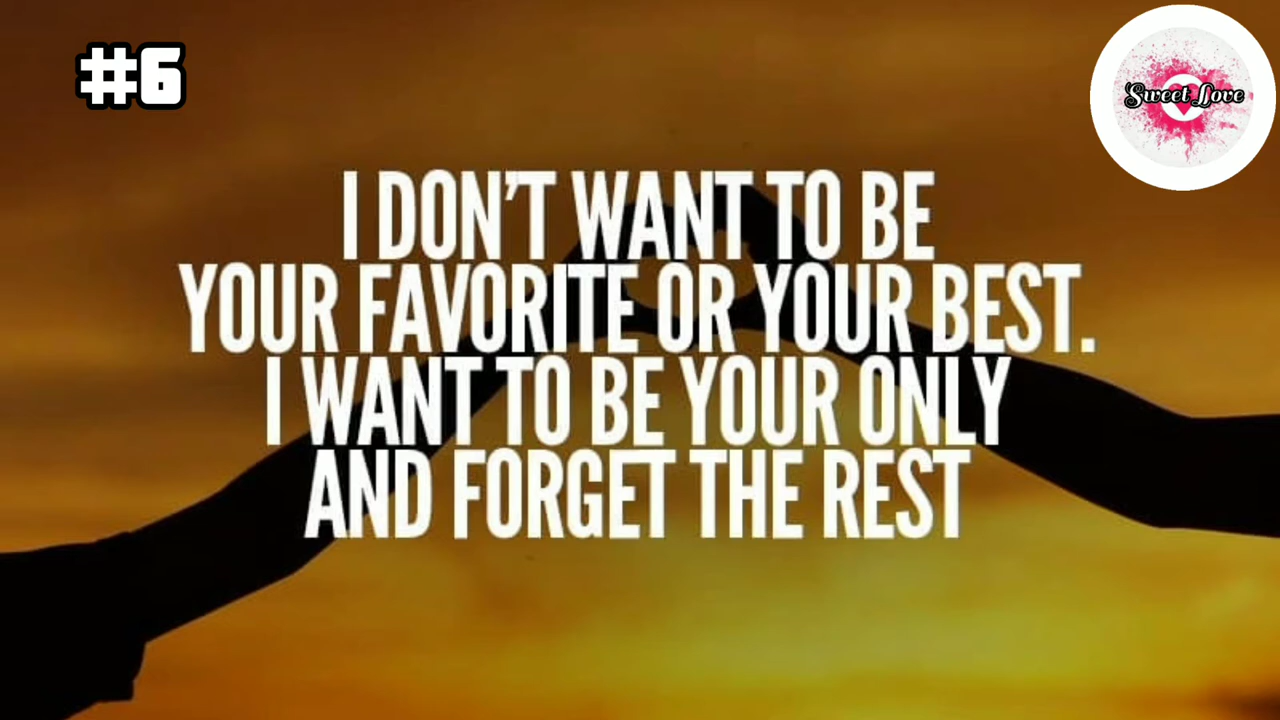 #6
Sweet Love
I DON'T WANT TO BE
YOUR FAVORITE OR YOUR BEST.
I WANT TO BE YOUR ONLY
AND FORGET THE REST